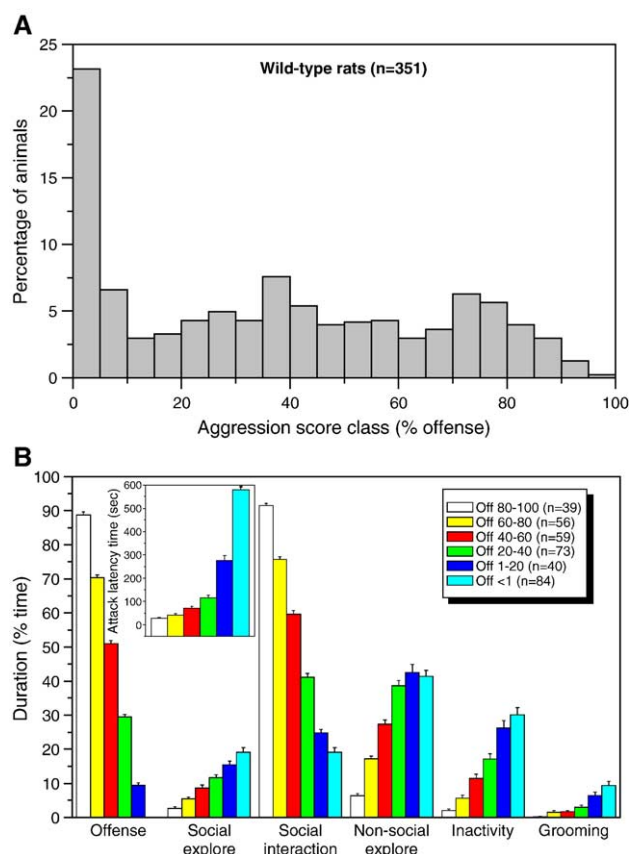 A
Wild-type rats (n=351)
Percentage of animals
25
20
15
10
5
0
0 20 40 60 80 100
Aggression score class (% offense)
B
Duration (% time)
100
90
80
70
60
50
40
30
20
10
0
Attack latency time (sec)
600
500
400
300
200
100
0
Off 80-100 (n=39)
Off 60-80 (n=56)
Off 40-60 (n=59)
Off 20-40 (n=73)
Off 1-20 (n=40)
Off <1 (n=84)
Offense Social explore Social interaction Non-social explore Inactivity Grooming